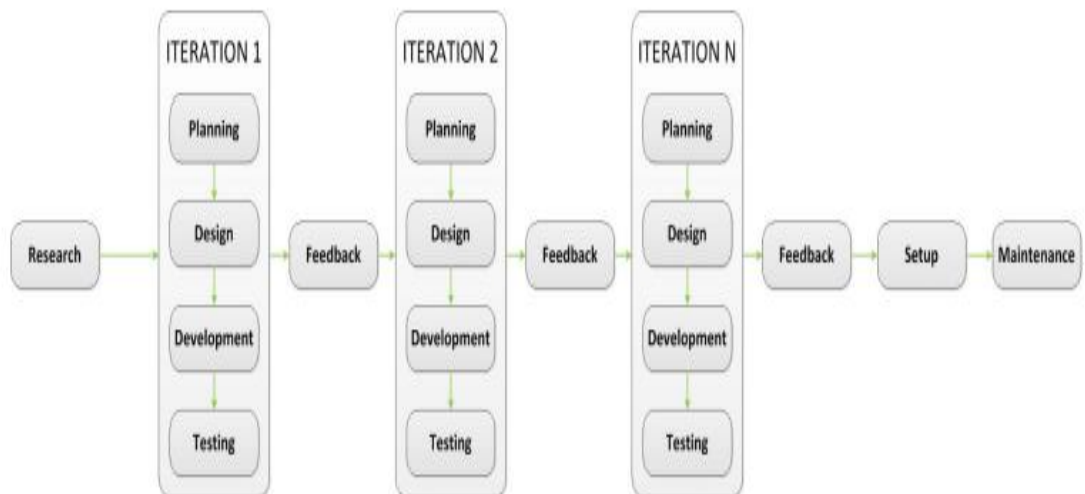 Research
ITERATION 1
Planning
Design
Development
Testing
Feedback
ITERATION 2
Planning
Design
Development
Testing
Feedback
ITERATION N
Planning
Design
Development
Testing
Feedback
Setup
Maintenance